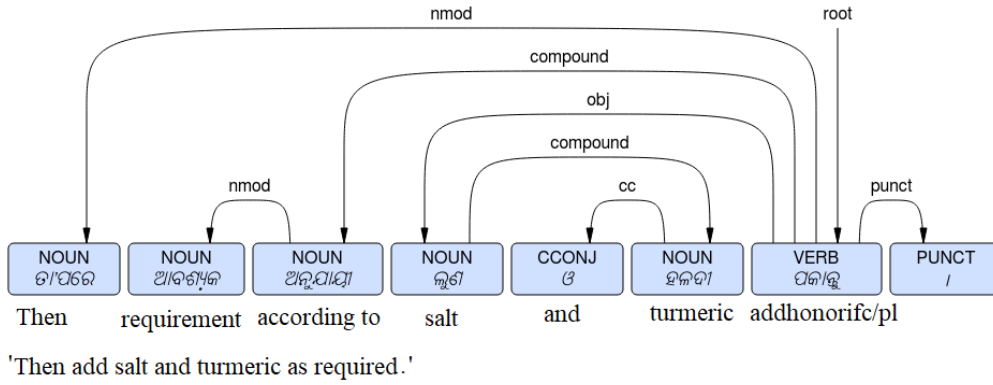 nmod root
compound
obj
compound
nmod cc punct
NOUN NOUN NOUN NOUN CCONJ NOUN VERB PUNCT
ତା'ପରେ ଆବଶ୍ୟକ ଅନୁଯାୟୀ ଲୁଣ ଓ ହଳଦୀ ପକାନ୍ତୁ ।
Then requirement according to salt and turmeric addhonorifc/pl
'Then add salt and turmeric as required.'